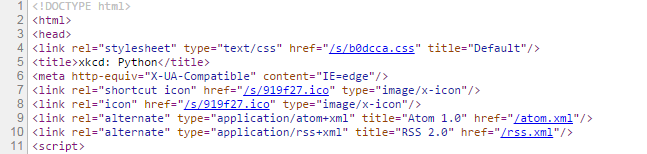 1 <!DOCTYPE html>
2 <html>
3 <head>
4 <link rel="stylesheet" type="text/css" href="/s/b0dcca.css" title="Default"/>
5 <title>xkcd: Python</title>
6 <meta http-equiv="X-UA-Compatible" content="IE=edge"/>
7 <link rel="shortcut icon" href="/s/919f27.ico" type="image/x-icon"/>
8 <link rel="icon" href="/s/919f27.ico" type="image/x-icon"/>
9 <link rel="alternate" type="application/atom+xml" title="Atom 1.0" href="/atom.xml"/>
10 <link rel="alternate" type="application/rss+xml" title="RSS 2.0" href="/rss.xml"/>
11 <script>